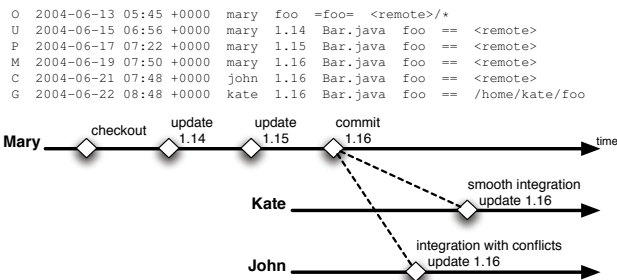 O 2004-06-13 05:45 +0000 mary foo =foo= <remote>/*
U 2004-06-15 06:56 +0000 mary 1.14 Bar.java foo == <remote>
P 2004-06-17 07:22 +0000 mary 1.15 Bar.java foo == <remote>
M 2004-06-19 07:50 +0000 mary 1.16 Bar.java foo == <remote>
C 2004-06-21 07:48 +0000 john 1.16 Bar.java foo == <remote>
G 2004-06-22 08:48 +0000 kate 1.16 Bar.java foo == /home/kate/foo
checkout
update
1.14
update
1.15
commit
1.16
Mary
time
smooth integration
update 1.16
Kate
integration with conflicts
update 1.16
John